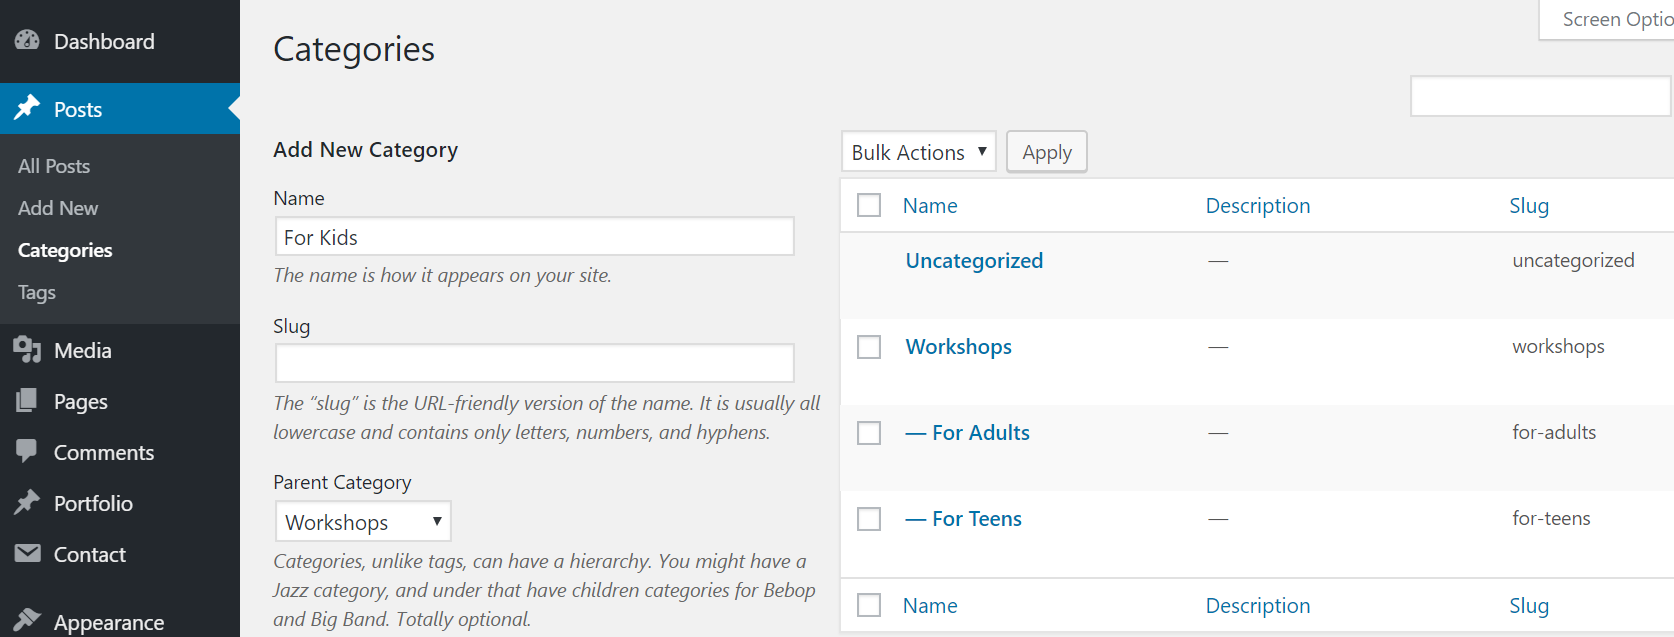 Dashboard
Posts
All Posts
Add New
Categories
Tags
Media
Pages
Comments
Portfolio
Contact
Appearance
Categories
Screen Optio
Add New Category
Name
For Kids
The name is how it appears on your site.
Slug
The “slug” is the URL-friendly version of the name. It is usually all
lowercase and contains only letters, numbers, and hyphens.
Parent Category
Workshops
Categories, unlike tags, can have a hierarchy. You might have a
Jazz category, and under that have children categories for Bebop
and Big Band. Totally optional.
Bulk Actions Apply
Name Description Slug
Uncategorized — uncategorized
Workshops — workshops
— For Adults — for-adults
— For Teens — for-teens
Name Description Slug